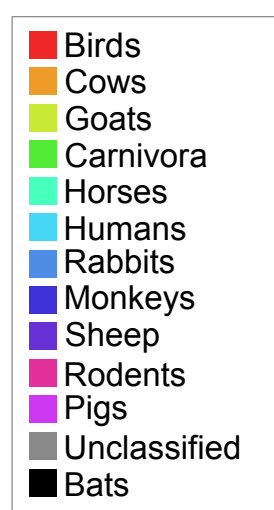 Birds
Cows
Goats
Carnivora
Horses
Humans
Rabbits
Monkeys
Sheep
Rodents
Pigs
Unclassified
Bats